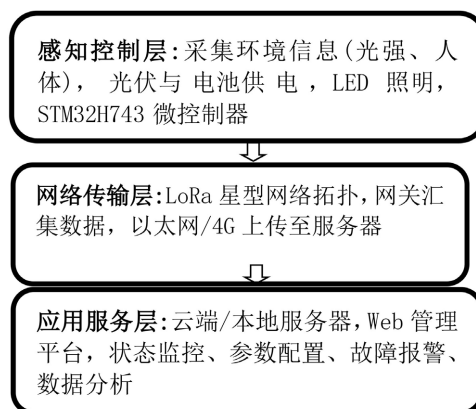 感知控制层:采集环境信息(光强、人
体), 光伏与 电池供 电 , LED 照明,
STM32H743 微控制器
网络传输层:LoRa 星型网络拓扑,网关汇
集数据, 以太网/4G 上传至服务器
应用服务层:云端/本地服务器,Web 管理
平台, 状态监控、参数配置、故障报警、
数据分析